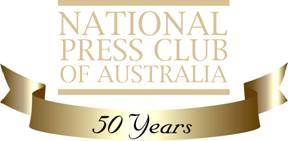 NATIONAL
PRESS CLUB
OF AUSTRALIA
50 Years